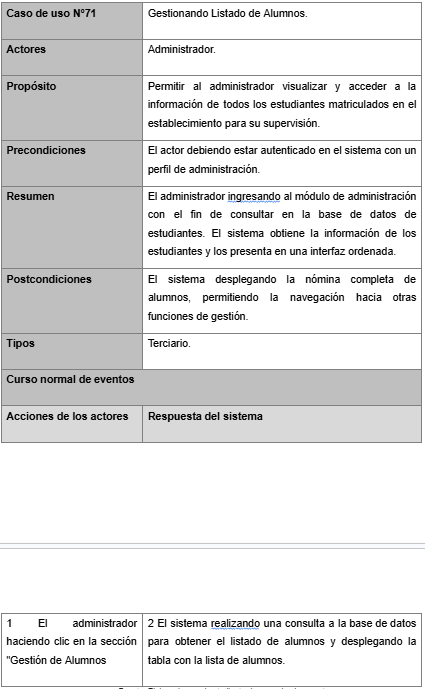 Caso de uso N°71 Gestionando Listado de Alumnos.
Actores Administrador.
Propósito Permitir al administrador visualizar y acceder a la
información de todos los estudiantes matriculados en el
establecimiento para su supervisión.
Precondiciones El actor debiendo estar autenticado en el sistema con un
perfil de administración.
Resumen El administrador ingresando al módulo de administración
con el fin de consultar en la base de datos de
estudiantes. El sistema obtiene la información de los
estudiantes y los presenta en una interfaz ordenada.
Postcondiciones El sistema desplegando la nómina completa de
alumnos, permitiendo la navegación hacia otras
funciones de gestión.
Tipos Terciario.
Curso normal de eventos
Acciones de los actores Respuesta del sistema
1 El administrador
haciendo clic en la sección
"Gestión de Alumnos
2 El sistema realizando una consulta a la base de datos
para obtener el listado de alumnos y desplegando la
tabla con la lista de alumnos.